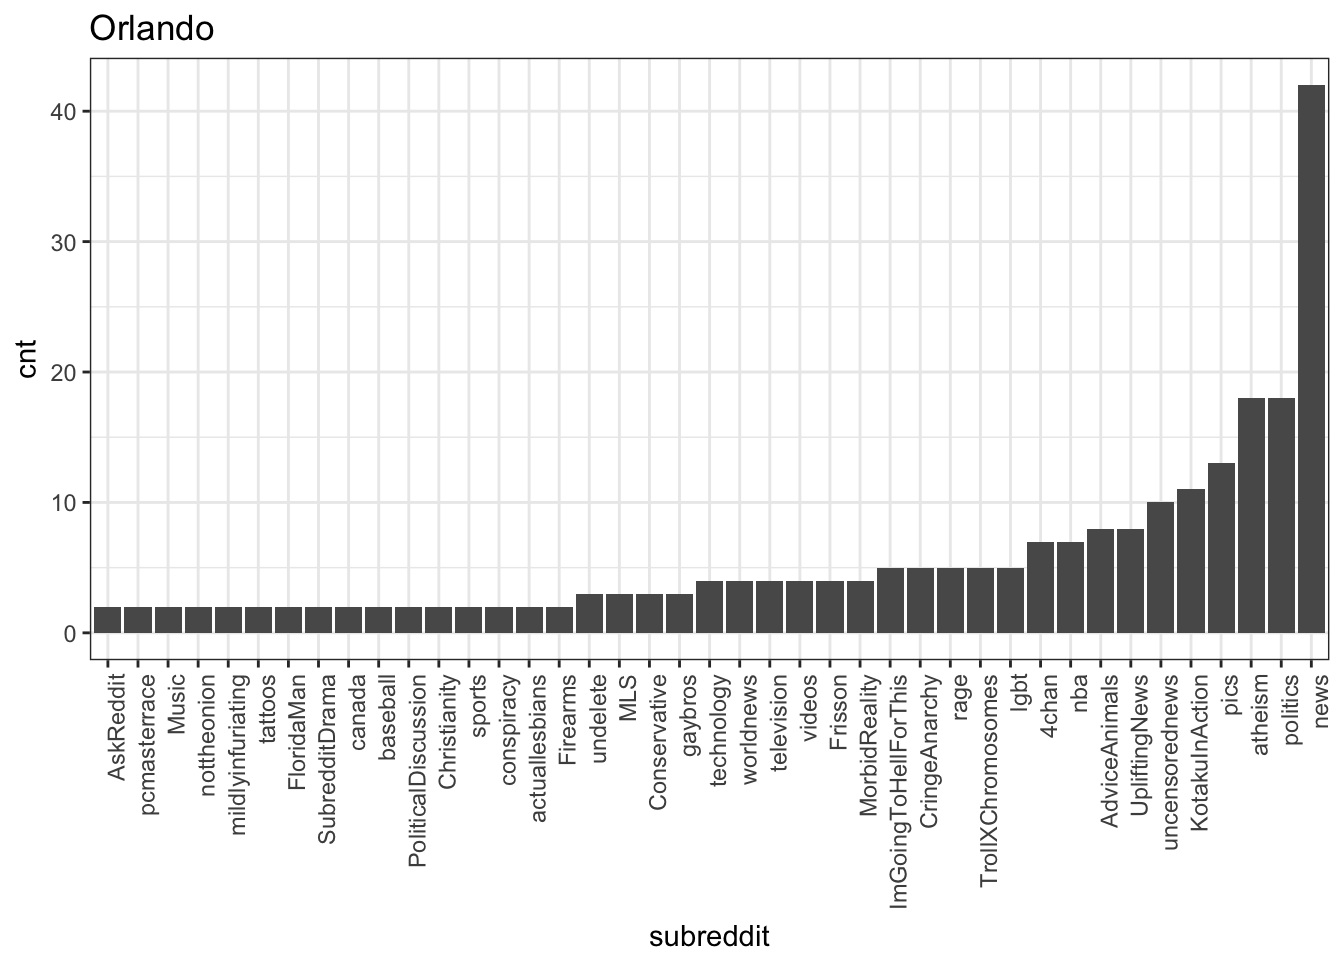 Orlando
40
30
20
10
0
cnt
AskReddit
pcmasterrace
Music
nottheonion
mildlyinfuriating
tattoos
FloridaMan
SubredditDrama
canada
baseball
PoliticalDiscussion
Christianity
sports
conspiracy
actuallesbians
Firearms
undelete
MLS
Conservative
gaybros
technology
worldnews
television
videos
Frisson
MorbidReality
ImGoingToHellForThis
CringeAnarchy
rage
TrollXChromosomes
lgbt
4chan
nba
AdviceAnimals
UpliftingNews
uncensorednews
KotakuInAction
pics
atheism
politics
news
subreddit